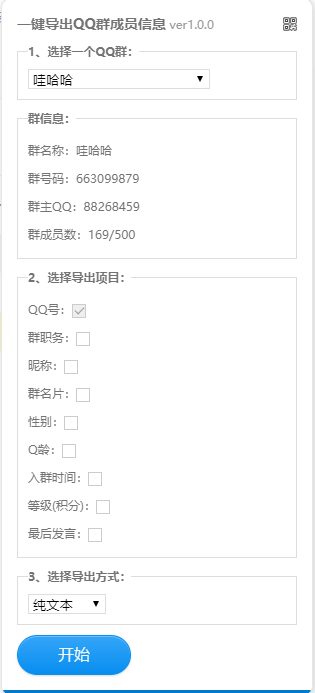 一键导出QQ群成员信息 ver1.0.0
1、选择一个QQ群：
哇哈哈
群信息：
群名称：哇哈哈
群号码：663099879
群主QQ：88268459
群成员数：169/500
2、选择导出项目：
QQ号：
群职务：
昵称：
群名片：
性别：
Q龄：
入群时间：
等级(积分)：
最后发言：
3、选择导出方式：
纯文本
开始